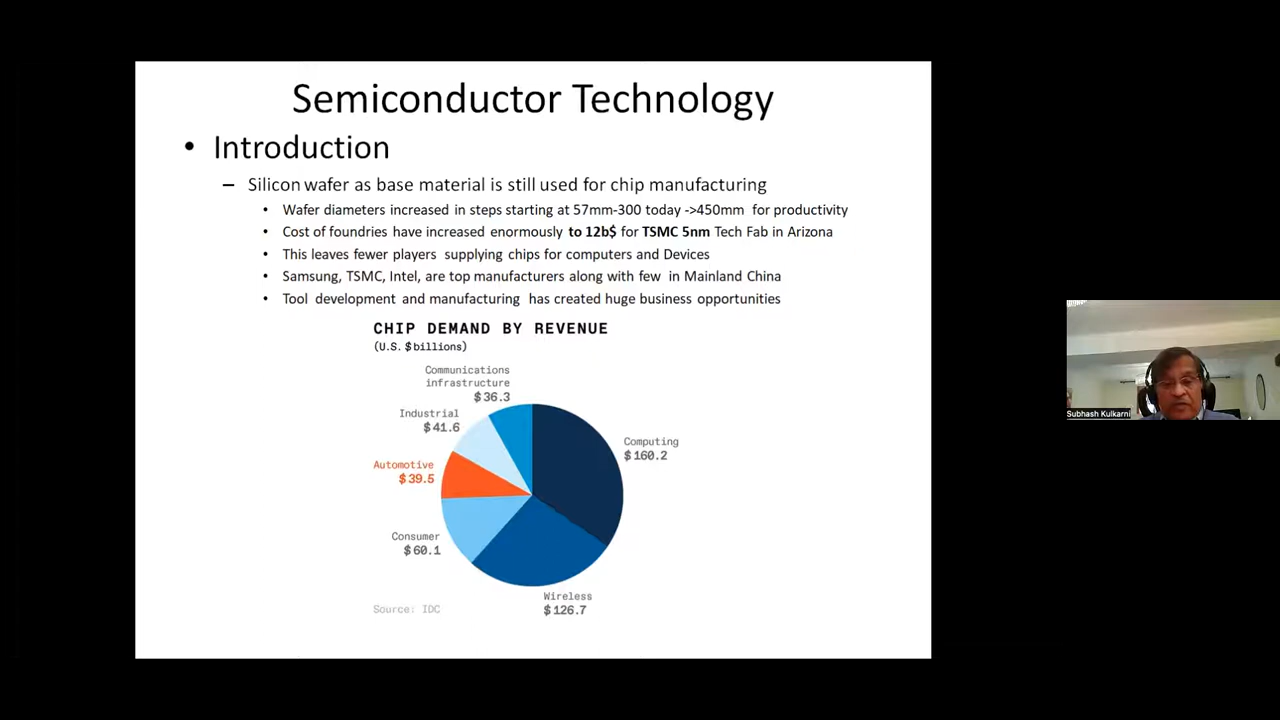 Semiconductor Technology
• Introduction
– Silicon wafer as base material is still used for chip manufacturing
• Wafer diameters increased in steps starting at 57mm-300 today ->450mm for productivity
• Cost of foundries have increased enormously to 12b$ for TSMC 5nm Tech Fab in Arizona
• This leaves fewer players supplying chips for computers and Devices
• Samsung, TSMC, Intel, are top manufacturers along with few in Mainland China
• Tool development and manufacturing has created huge business opportunities
CHIP DEMAND BY REVENUE
(U.S. $billions)
Communications
infrastructure
$36.3
Industrial
$41.6
Automotive
$39.5
Consumer
$60.1
Computing
$160.2
Wireless
$126.7
Source: IDC
Subhash Kulkarni